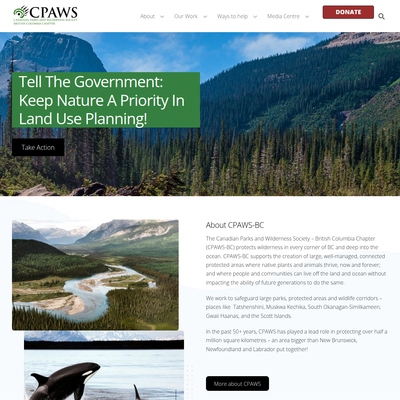 CPAWS
CANADIAN PARKS AND WILDERNESS SOCIETY
BRITISH COLUMBIA CHAPTER
About
Our Work
Ways to help
Media Centre
DONATE
Tell The Government:
Keep Nature A Priority In
Land Use Planning!
Take Action
About CPAWS-BC
The Canadian Parks and Wilderness Society – British Columbia Chapter
(CPAWS-BC) protects wilderness in every corner of BC and deep into the
ocean. CPAWS-BC supports the creation of large, well-managed, connected
protected areas where native plants and animals thrive, now and forever;
and where people and communities can live off the land and ocean without
impacting the ability of future generations to do the same.
We work to safeguard large parks, protected areas and wildlife corridors –
places like Tatshenshini, Muskwa Kechika, South Okanagan-Similkameen,
Gwaii Haanas, and the Scott Islands.
In the past 50+ years, CPAWS has played a lead role in protecting over half a
million square kilometres – an area bigger than New Brunswick,
Newfoundland and Labrador put together!
More about CPAWS